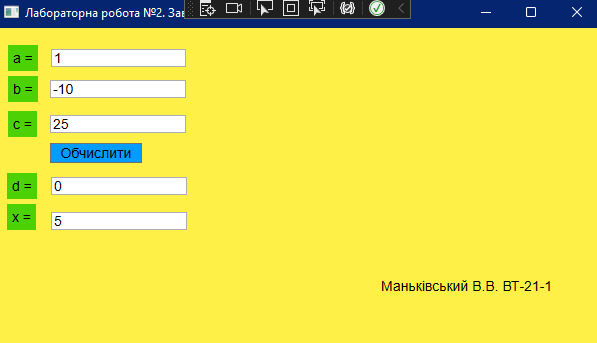 Лабораторна робота №2. Зав
a =
1
b =
-10
c =
25
Обчислити
d =
0
x =
5
Маньківський В.В. ВТ-21-1